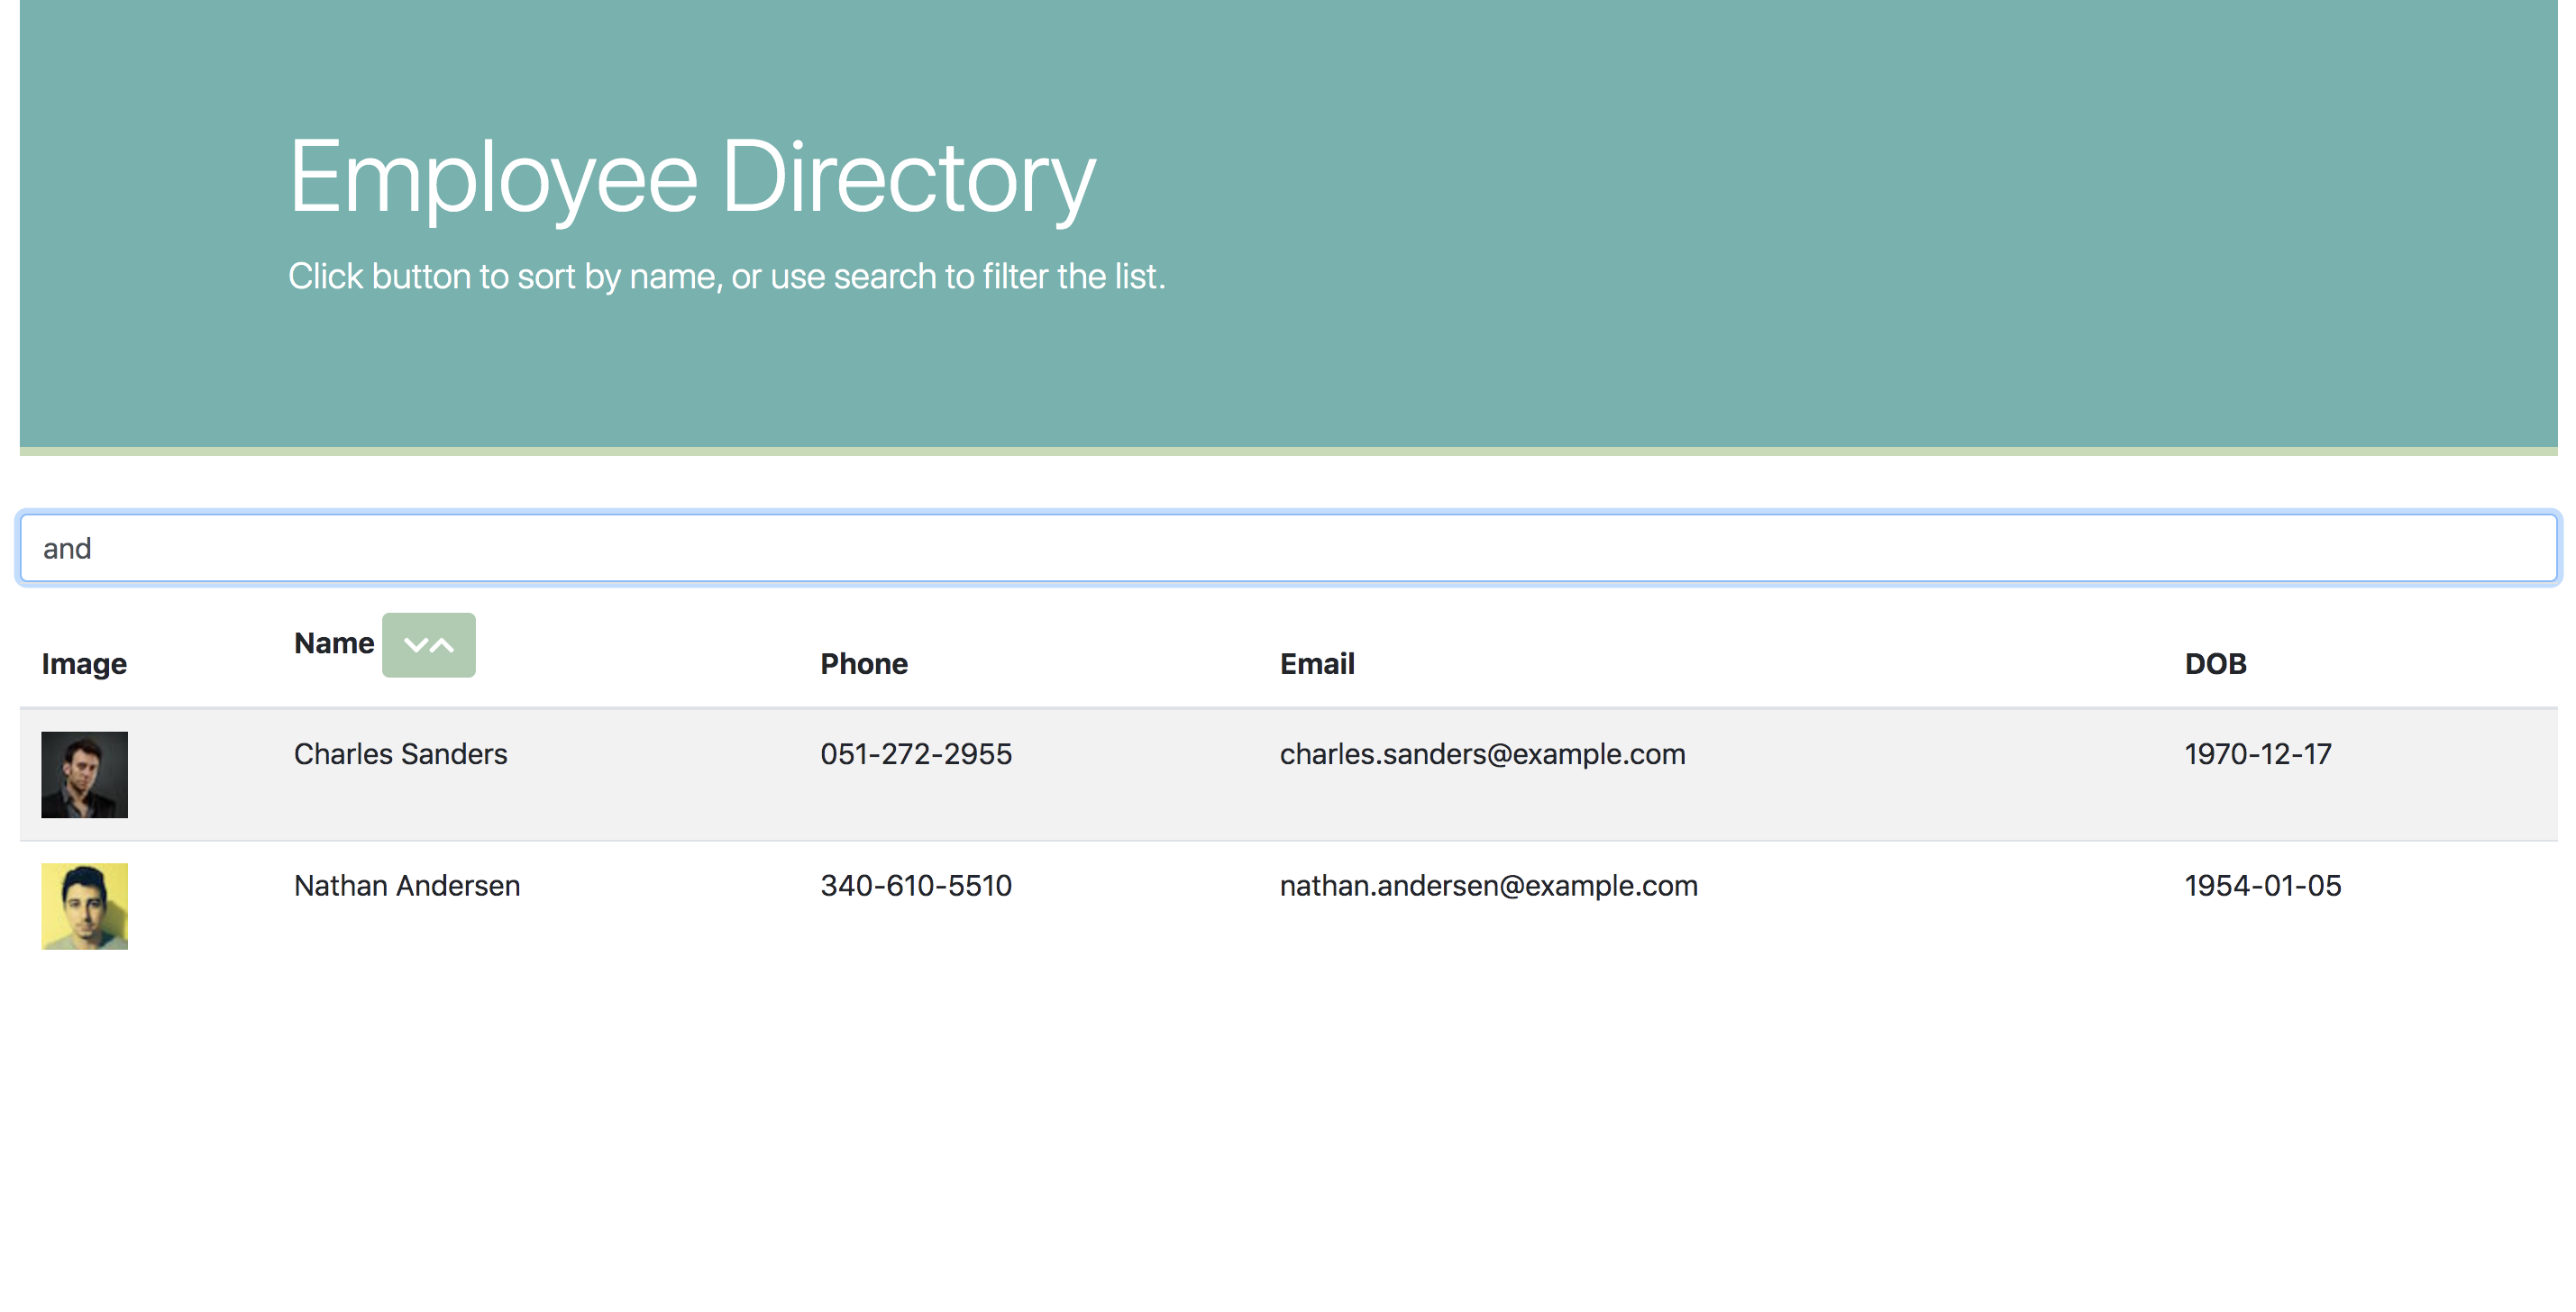 Employee Directory
Click button to sort by name, or use search to filter the list.
and
Image Name Phone Email DOB
Charles Sanders 051-272-2955 charles.sanders@example.com 1970-12-17
Nathan Andersen 340-610-5510 nathan.andersen@example.com 1954-01-05